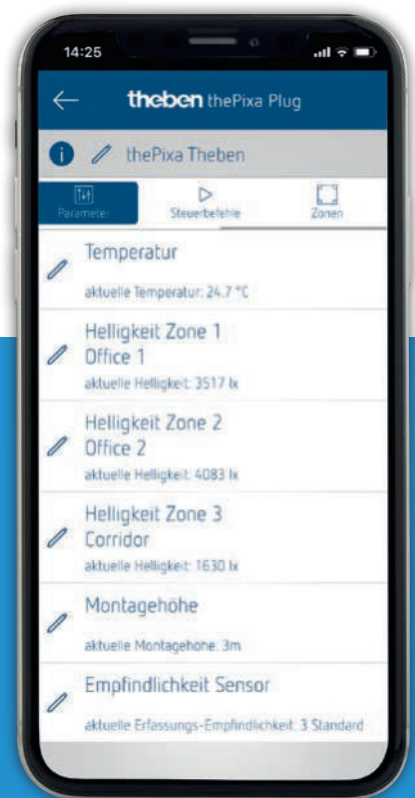 14:25
theben thePixa Plug
i thePixa Theben
Parameter Steuerbefehle Zonen
Temperatur
aktuelle Temperatur: 24.7 °C
Helligkeit Zone 1
Office 1
aktuelle Helligkeit: 3517 lx
Helligkeit Zone 2
Office 2
aktuelle Helligkeit: 4083 lx
Helligkeit Zone 3
Corridor
aktuelle Helligkeit: 1630 lx
Montagehöhe
aktuelle Montagehöhe: 3m
Empfindlichkeit Sensor
aktuelle Erfassungs-Empfindlichkeit: 3 Standard